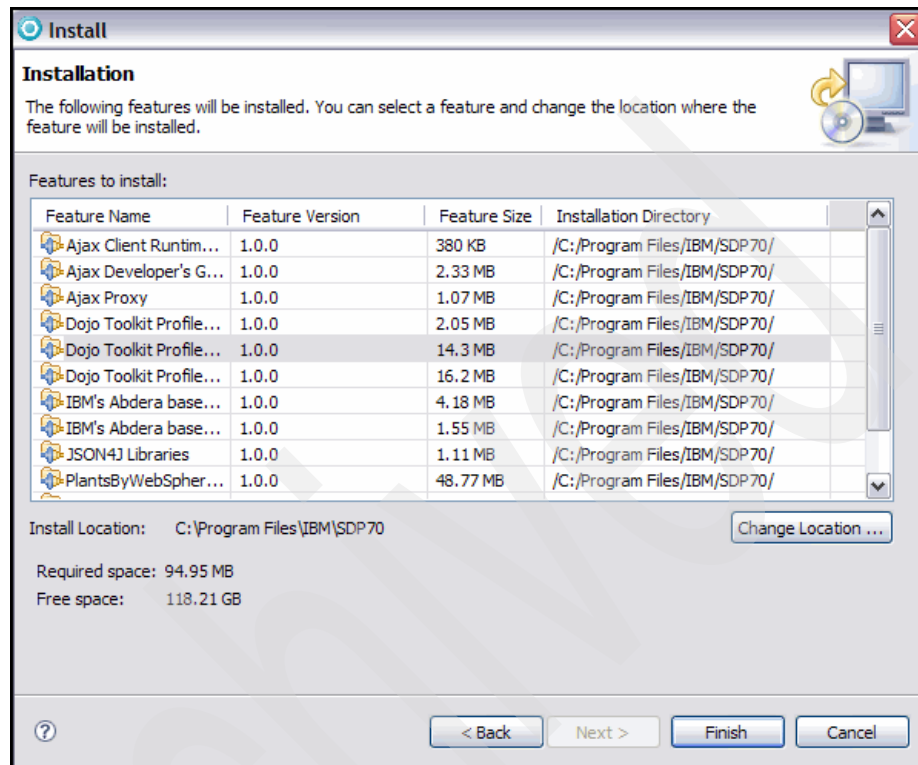 Install
Installation
The following features will be installed. You can select a feature and change the location where the
feature will be installed.
Features to install:
Feature Name Feature Version Feature Size Installation Directory
Ajax Client Runtim... 1.0.0 380 KB /C:/Program Files/IBM/SDP70/
Ajax Developer's G... 1.0.0 2.33 MB /C:/Program Files/IBM/SDP70/
Ajax Proxy 1.0.0 1.07 MB /C:/Program Files/IBM/SDP70/
Dojo Toolkit Profile... 1.0.0 2.05 MB /C:/Program Files/IBM/SDP70/
Dojo Toolkit Profile... 1.0.0 14.3 MB /C:/Program Files/IBM/SDP70/
Dojo Toolkit Profile... 1.0.0 16.2 MB /C:/Program Files/IBM/SDP70/
IBM's Abdera base... 1.0.0 4.18 MB /C:/Program Files/IBM/SDP70/
IBM's Abdera base... 1.0.0 1.55 MB /C:/Program Files/IBM/SDP70/
JSON4J Libraries 1.0.0 1.11 MB /C:/Program Files/IBM/SDP70/
PlantsByWebSpher... 1.0.0 48.77 MB /C:/Program Files/IBM/SDP70/
Install Location: C:\Program Files\IBM\SDP70
Change Location ...
Required space: 94.95 MB
Free space: 118.21 GB
? < Back Next > Finish Cancel